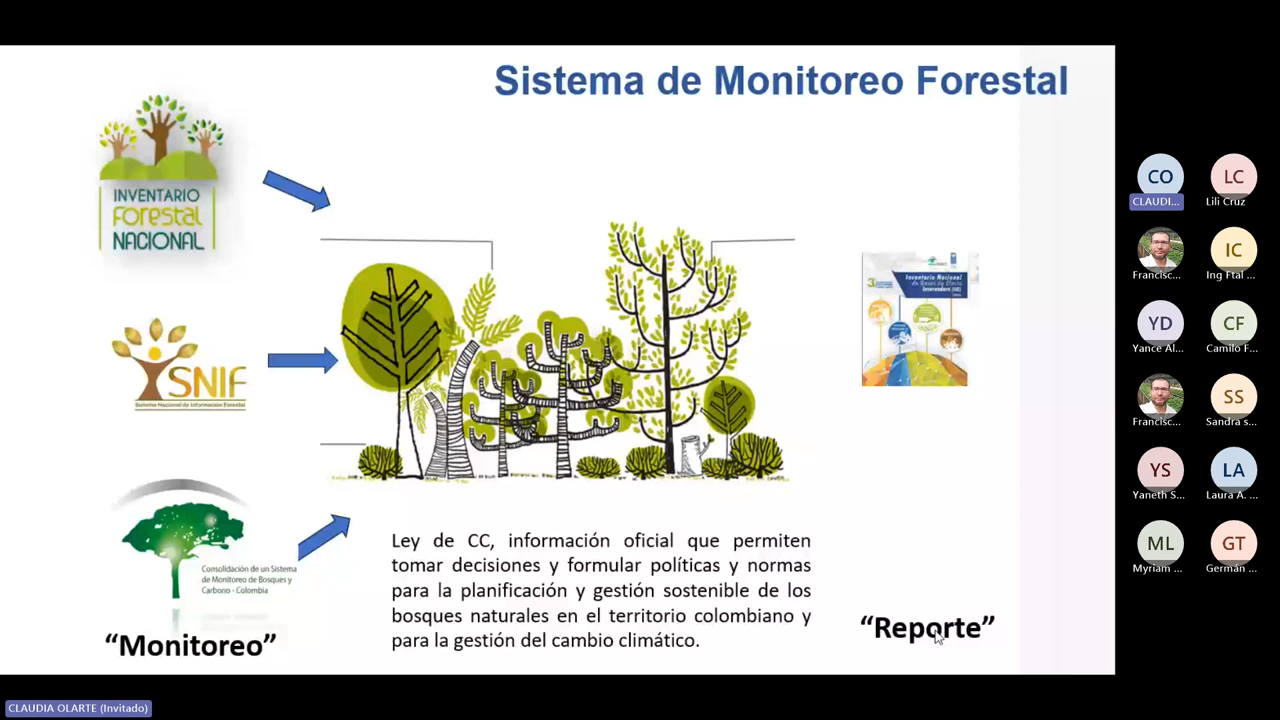 Sistema de Monitoreo Forestal
INVENTARIO
Forestal
NACIONAL
SNIF
Sistema Nacional de Información Forestal
Consolidación de un Sistema
de Monitoreo de Bosques y
Carbono - Colombia
“Monitoreo”
Ley de CC, información oficial que permiten
tomar decisiones y formular políticas y normas
para la planificación y gestión sostenible de los
bosques naturales en el territorio colombiano y
para la gestión del cambio climático.
Inventario Nacional
de Gases de Efecto
Invernadero (GEI)
“Reporte”
CO
CLAUDI...
LC
Lili Cruz
Francisc...
IC
Ing Ftal ...
YD
Yance Al...
CF
Camilo F...
Francisc...
SS
Sandra s...
YS
Yaneth S...
LA
Laura A. ...
ML
Myriam ...
GT
Germán ...
CLAUDIA OLARTE (Invitado)